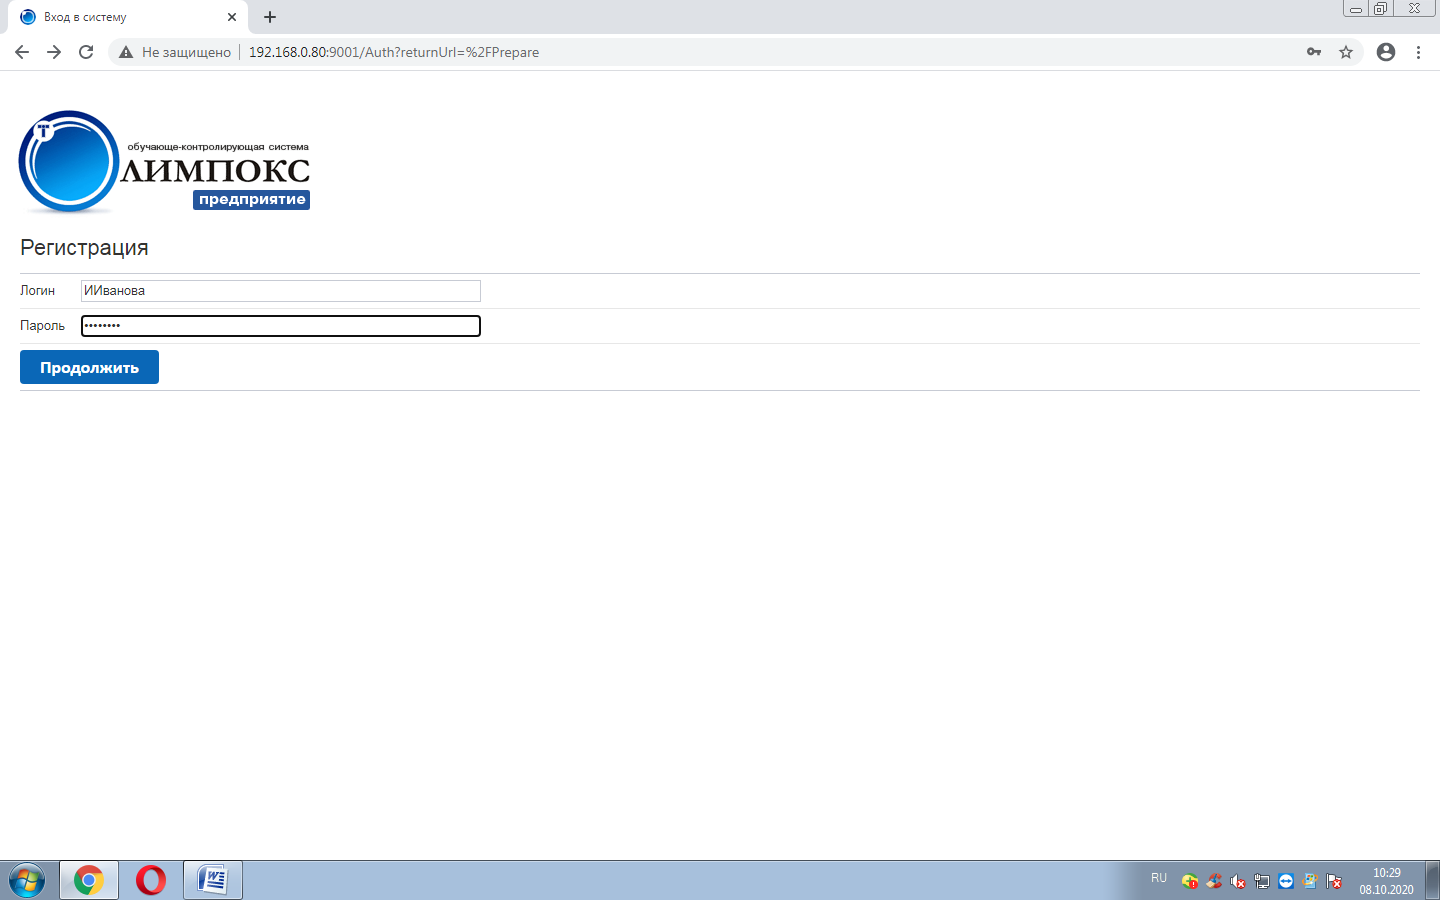 Вход в систему
Не защищено 192.168.0.80:9001/Auth?returnUrl=%2FPrepare
обучающе-контролирующая система
ЛИМПОКС
предприятие
Регистрация
Логин ИИванова
Пароль ••••••••
Продолжить
RU
10:29
08.10.2020